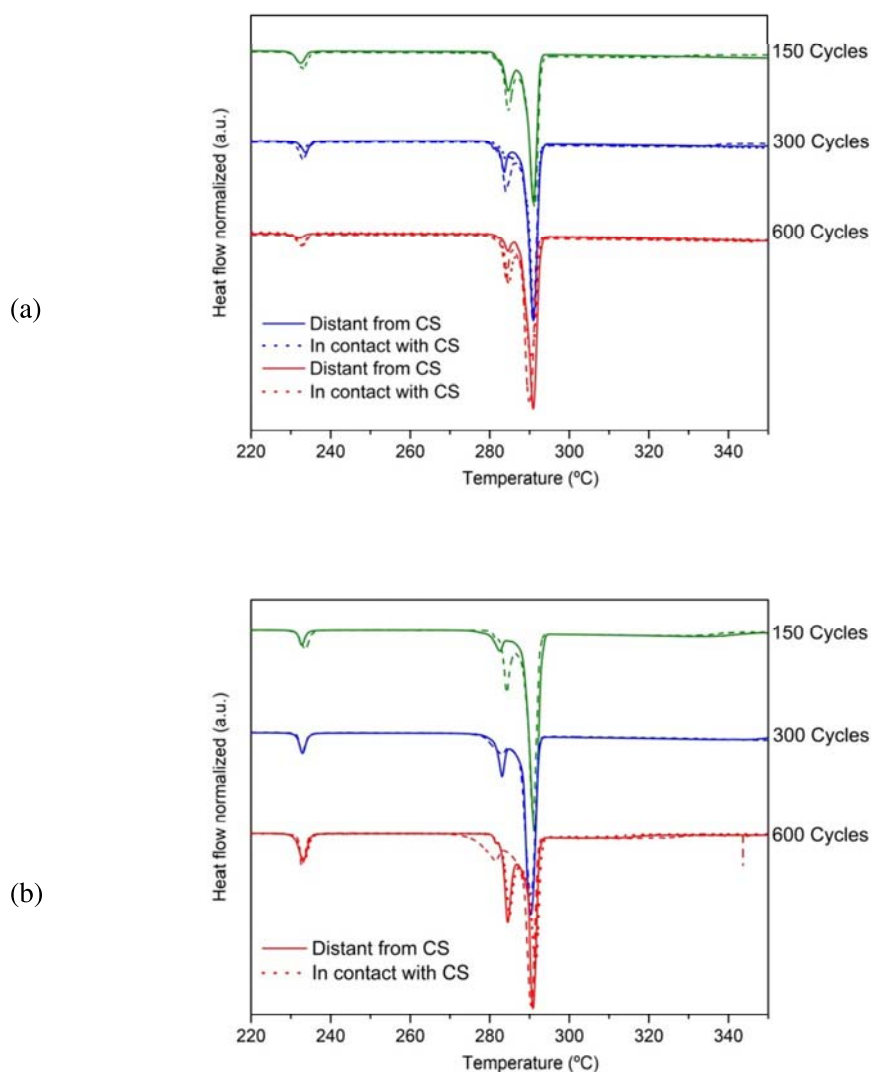 (a)
Heat flow normalized (a.u.)
150 Cycles
300 Cycles
600 Cycles
Distant from CS
In contact with CS
Distant from CS
In contact with CS
220 240 260 280 300 320 340
Temperature (ºC)
(b)
Heat flow normalized (a.u.)
150 Cycles
300 Cycles
600 Cycles
Distant from CS
In contact with CS
220 240 260 280 300 320 340
Temperature (ºC)